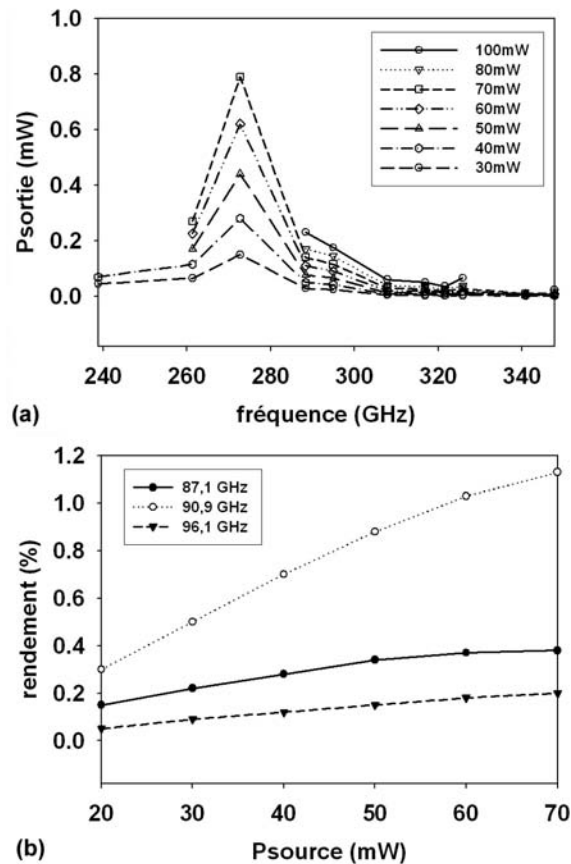 1.0
0.8
0.6
0.4
0.2
0.0
Psortie (mW)
100mW
80mW
70mW
60mW
50mW
40mW
30mW
240 260 280 300 320 340
(a)
fréquence (GHz)
1.2
1.0
0.8
0.6
0.4
0.2
0.0
rendement (%)
87,1 GHz
90,9 GHz
96,1 GHz
20 30 40 50 60 70
(b)
Psource (mW)